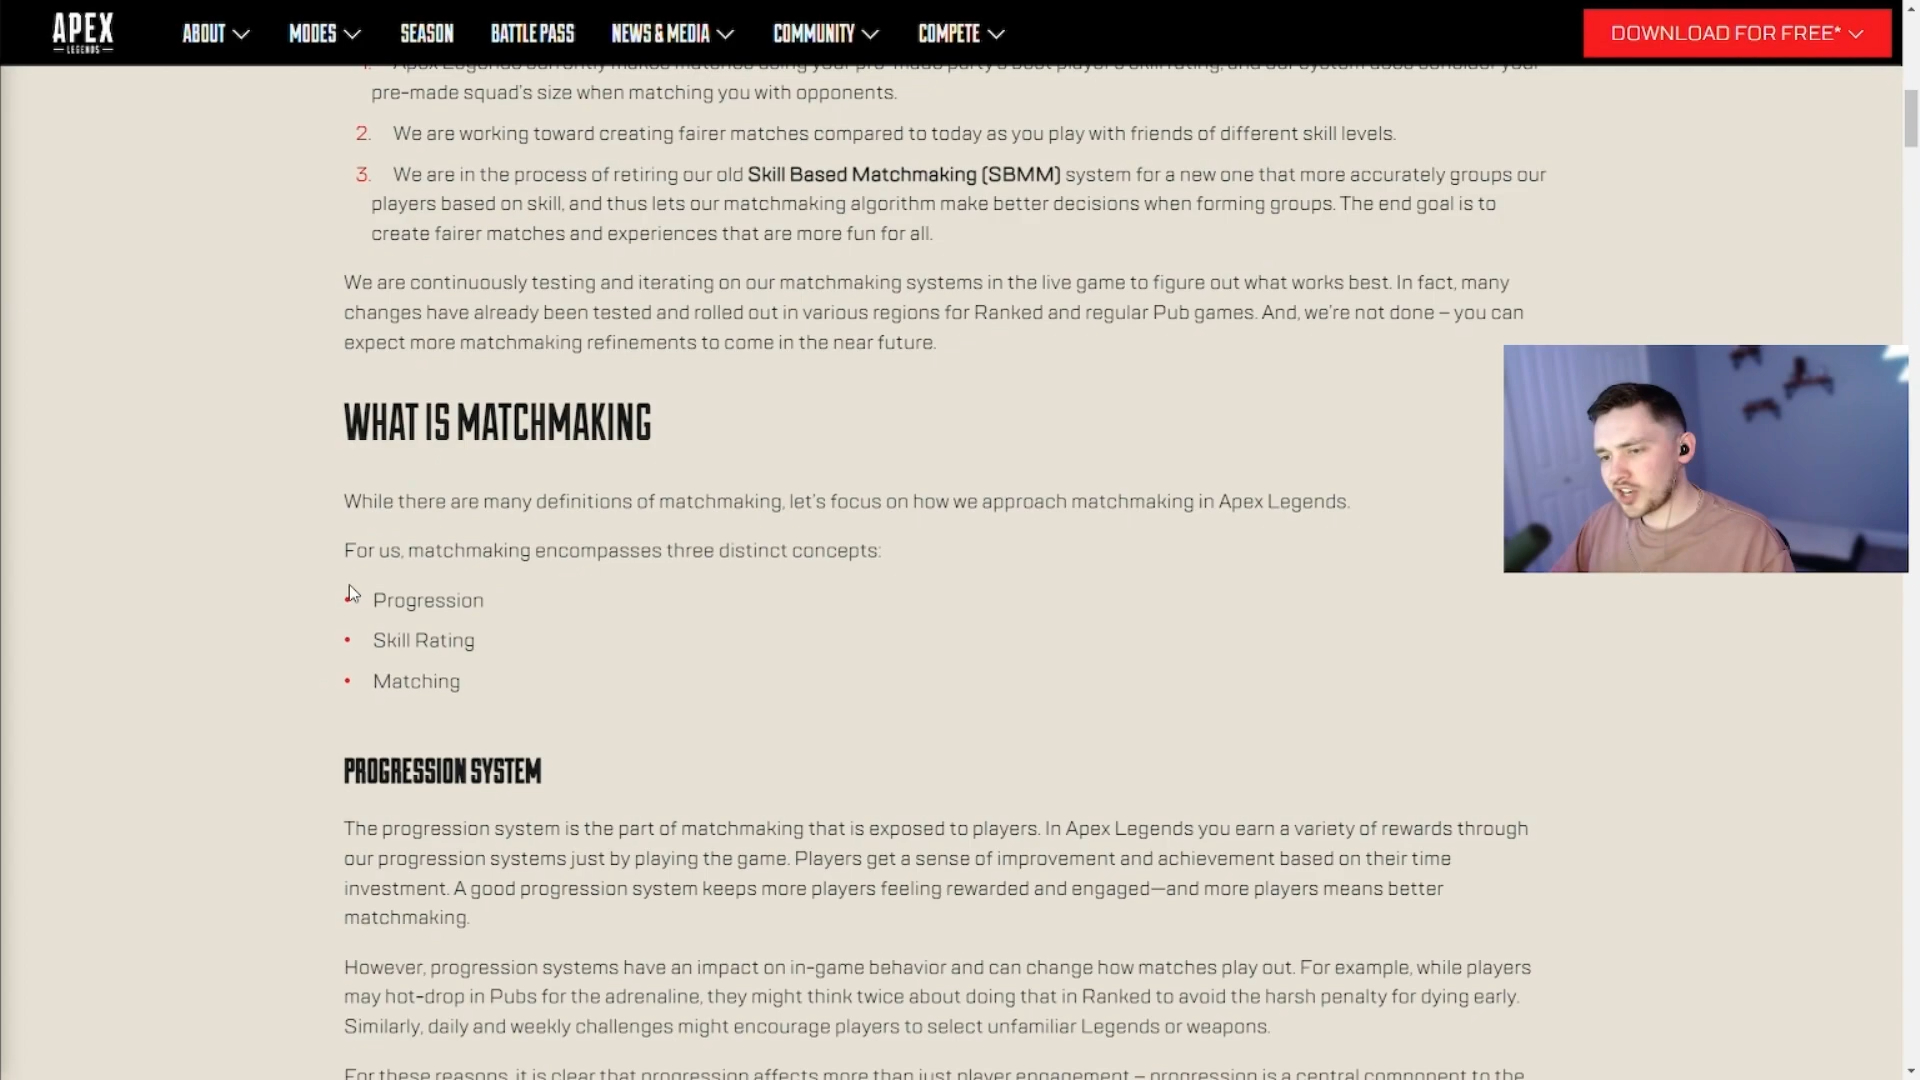 APEX
LEGENDS
ABOUT MODES SEASON BATTLE PASS NEWS & MEDIA COMMUNITY COMPETE DOWNLOAD FOR FREE*
1. Apex Legends currently makes matches using your pre-made party's best player's skill rating, and our system does consider your
pre-made squad's size when matching you with opponents.
2. We are working toward creating fairer matches compared to today as you play with friends of different skill levels.
3. We are in the process of retiring our old Skill Based Matchmaking (SBMM) system for a new one that more accurately groups our
players based on skill, and thus lets our matchmaking algorithm make better decisions when forming groups. The end goal is to
create fairer matches and experiences that are more fun for all.
We are continuously testing and iterating on our matchmaking systems in the live game to figure out what works best. In fact, many
changes have already been tested and rolled out in various regions for Ranked and regular Pub games. And, we're not done – you can
expect more matchmaking refinements to come in the near future.
WHAT IS MATCHMAKING
While there are many definitions of matchmaking, let's focus on how we approach matchmaking in Apex Legends.
For us, matchmaking encompasses three distinct concepts:
• Progression
• Skill Rating
• Matching
PROGRESSION SYSTEM
The progression system is the part of matchmaking that is exposed to players. In Apex Legends you earn a variety of rewards through
our progression systems just by playing the game. Players get a sense of improvement and achievement based on their time
investment. A good progression system keeps more players feeling rewarded and engaged—and more players means better
matchmaking.
However, progression systems have an impact on in-game behavior and can change how matches play out. For example, while players
may hot-drop in Pubs for the adrenaline, they might think twice about doing that in Ranked to avoid the harsh penalty for dying early.
Similarly, daily and weekly challenges might encourage players to select unfamiliar Legends or weapons.
For these reasons, it is clear that progression affects more than just player engagement – progression is a central component to the